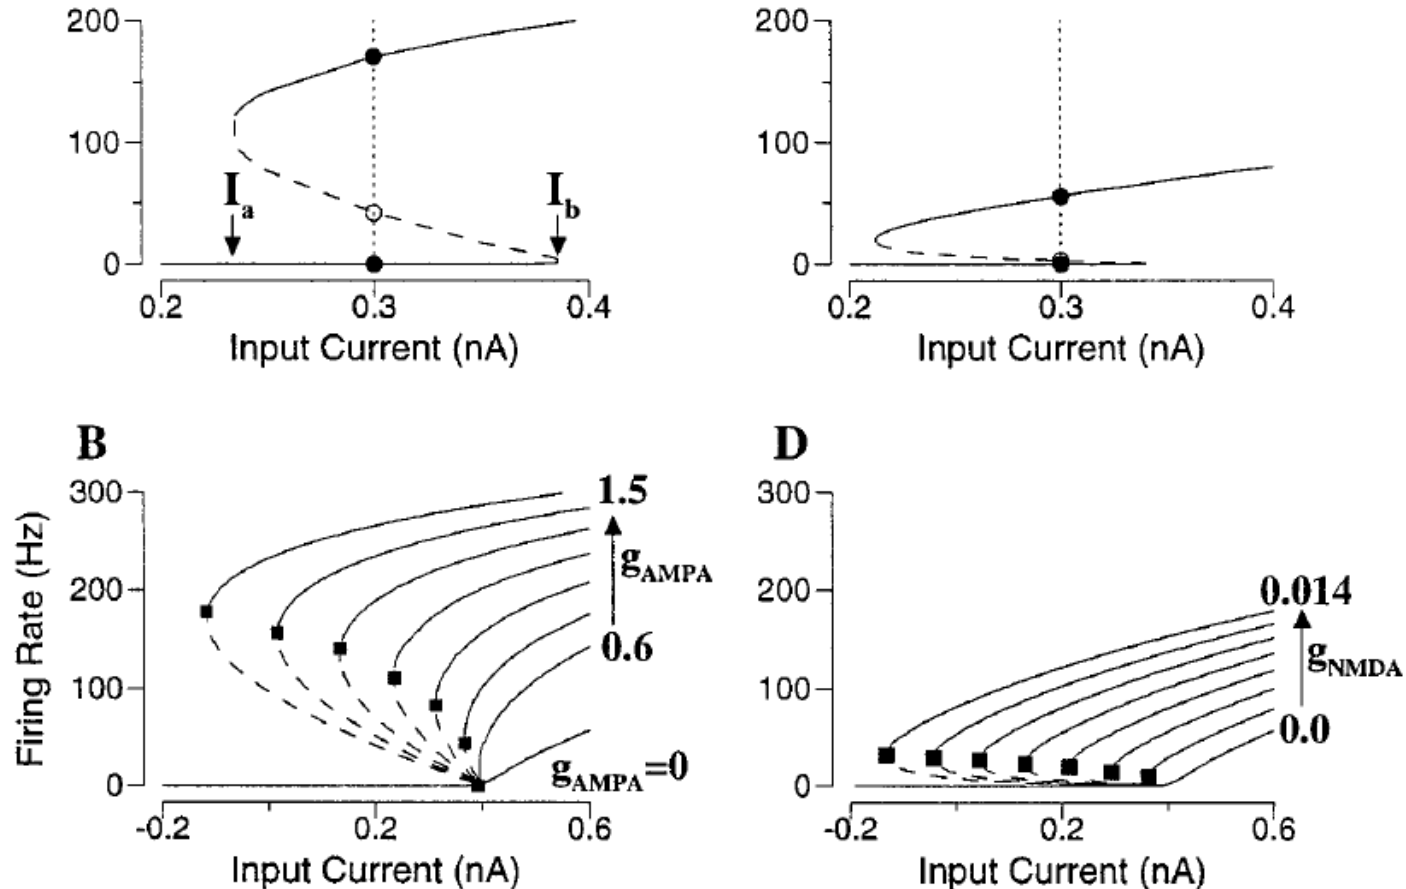 200
100
0
I_a
I_b
0.2 0.3 0.4
Input Current (nA)
200
100
0
0.2 0.3 0.4
Input Current (nA)
B
Firing Rate (Hz)
300
200
100
0
1.5
g_AMPA
0.6
g_AMPA=0
-0.2 0.2 0.6
Input Current (nA)
D
300
200
100
0
0.014
g_NMDA
0.0
-0.2 0.2 0.6
Input Current (nA)